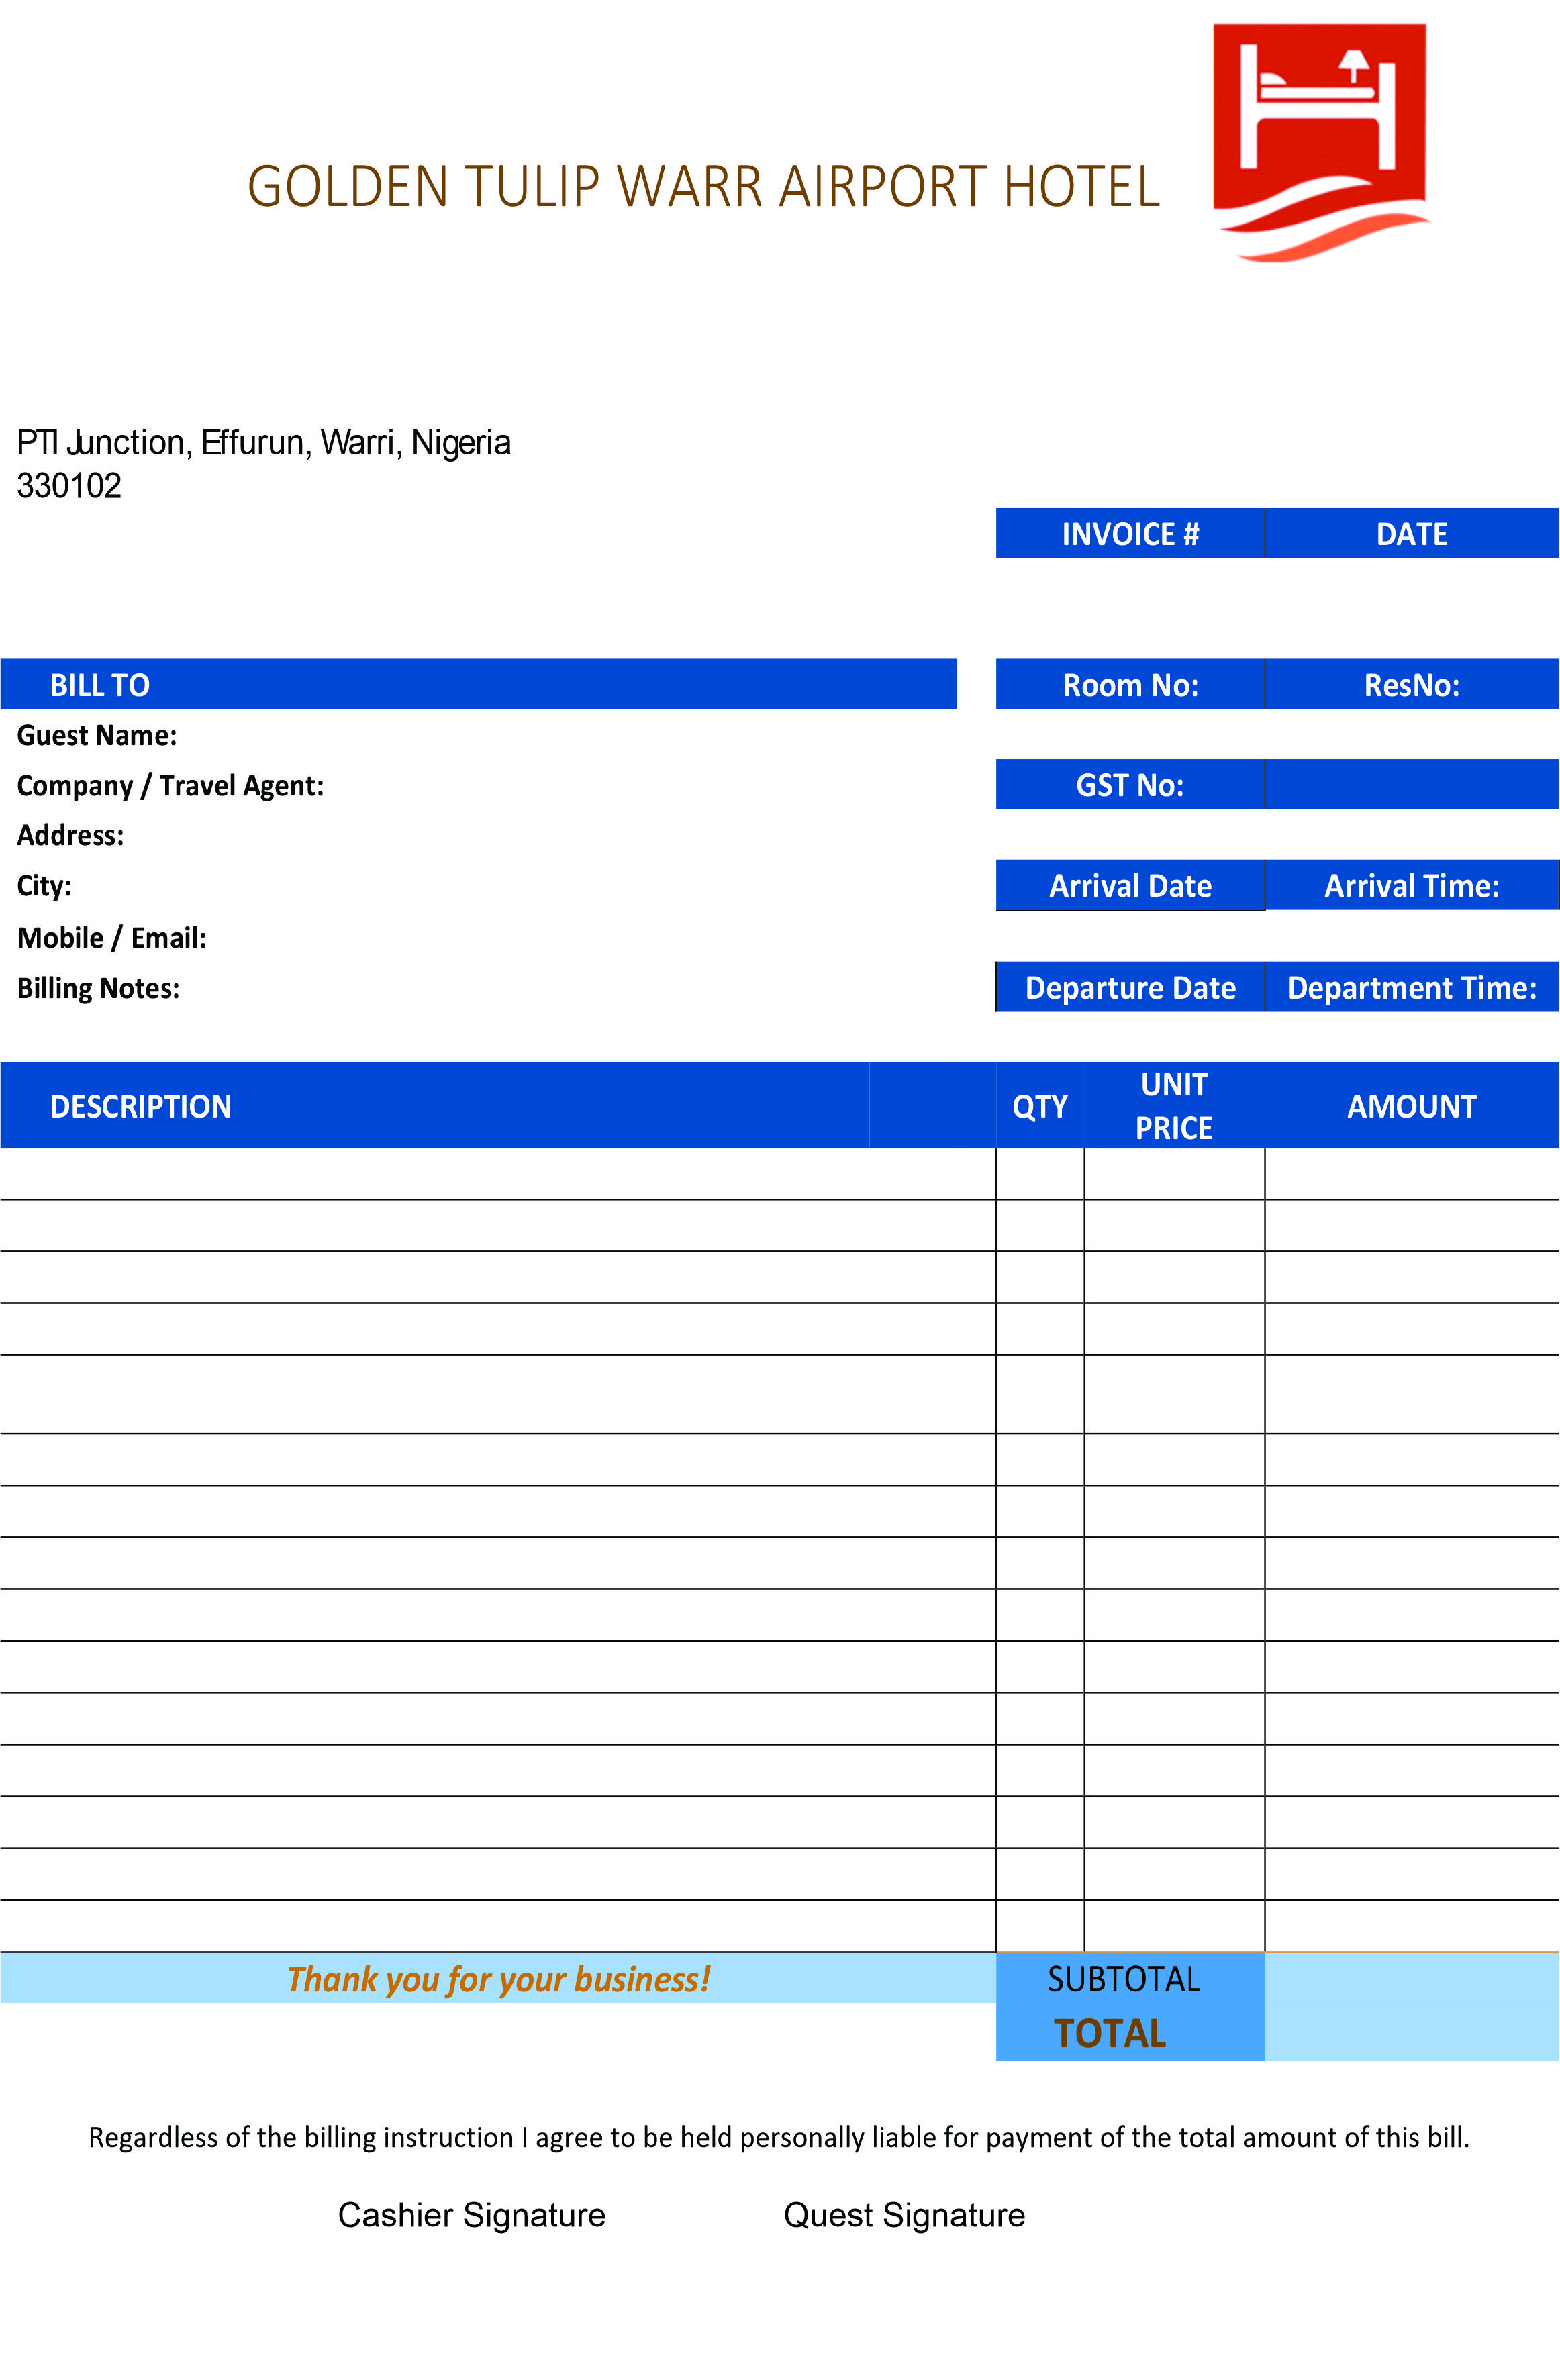 GOLDEN TULIP WARR AIRPORT HOTEL
PTI Junction, Effurun, Warri, Nigeria
330102
INVOICE # DATE
BILL TO Room No: ResNo:
Guest Name:
Company / Travel Agent: GST No:
Address:
City: Arrival Date Arrival Time:
Mobile / Email:
Billing Notes: Departure Date Department Time:
DESCRIPTION QTY UNIT PRICE AMOUNT
Thank you for your business! SUBTOTAL
TOTAL
Regardless of the billing instruction I agree to be held personally liable for payment of the total amount of this bill.
Cashier Signature Quest Signature